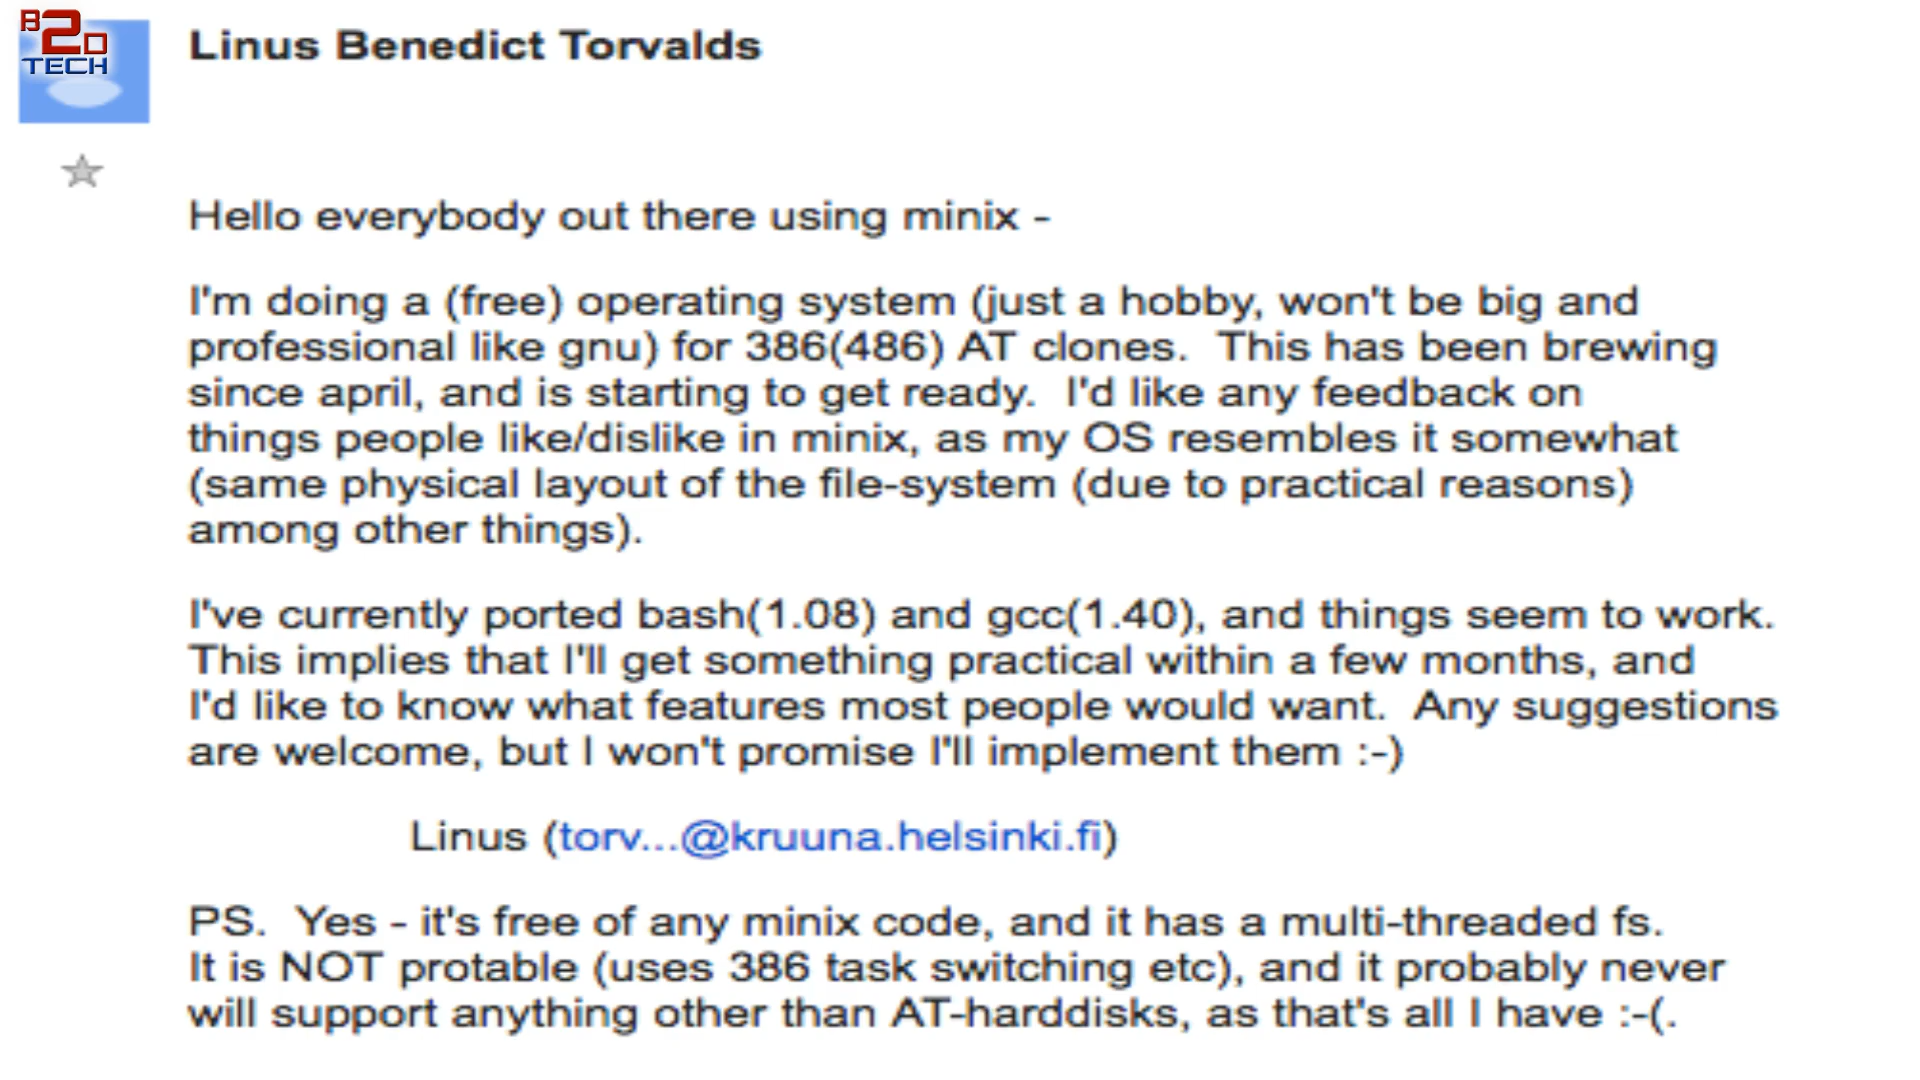 B2D
TECH
Linus Benedict Torvalds
Hello everybody out there using minix -
I'm doing a (free) operating system (just a hobby, won't be big and
professional like gnu) for 386(486) AT clones.  This has been brewing
since april, and is starting to get ready.  I'd like any feedback on
things people like/dislike in minix, as my OS resembles it somewhat
(same physical layout of the file-system (due to practical reasons)
among other things).
I've currently ported bash(1.08) and gcc(1.40), and things seem to work.
This implies that I'll get something practical within a few months, and
I'd like to know what features most people would want.  Any suggestions
are welcome, but I won't promise I'll implement them :-)
Linus (torv...@kruuna.helsinki.fi)
PS.  Yes - it's free of any minix code, and it has a multi-threaded fs.
It is NOT protable (uses 386 task switching etc), and it probably never
will support anything other than AT-harddisks, as that's all I have :-(.